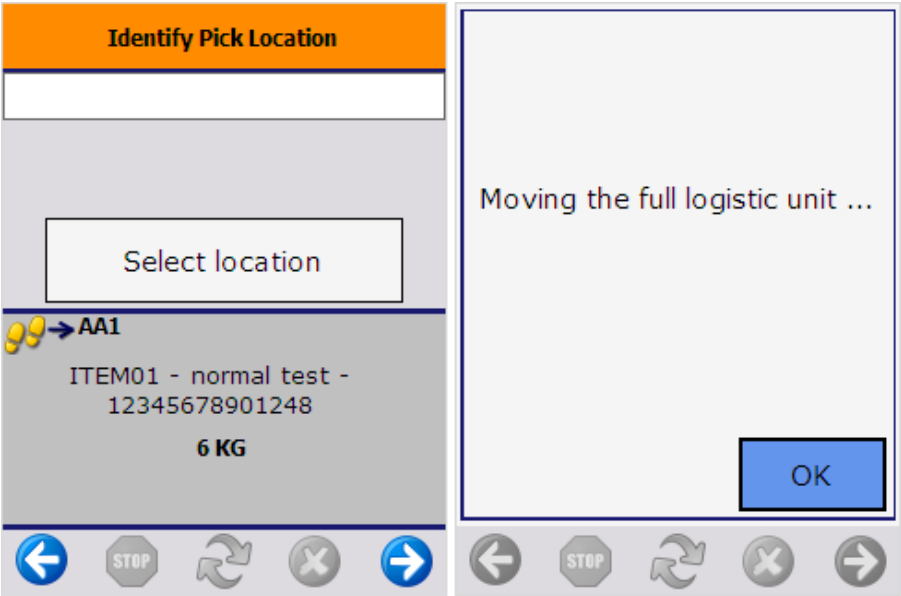 Identify Pick Location
Select location
AA1
ITEM01 - normal test -
12345678901248
6 KG
STOP
Moving the full logistic unit ...
OK
STOP